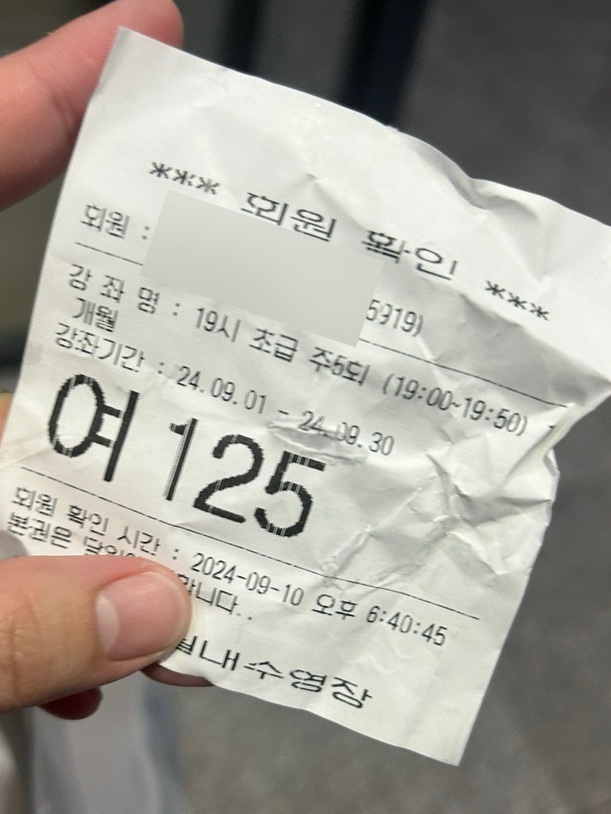 *** 회원 확인 ***
회원 : 5919)
강 좌 명 : 19시 초급 주5회 (19:00~19:50)
개월
강좌기간 : 24.09.01 - 24.09.30
여 125
회원 확인 시간 : 2024-09-10 오후 6:40:45
본권은
수영장